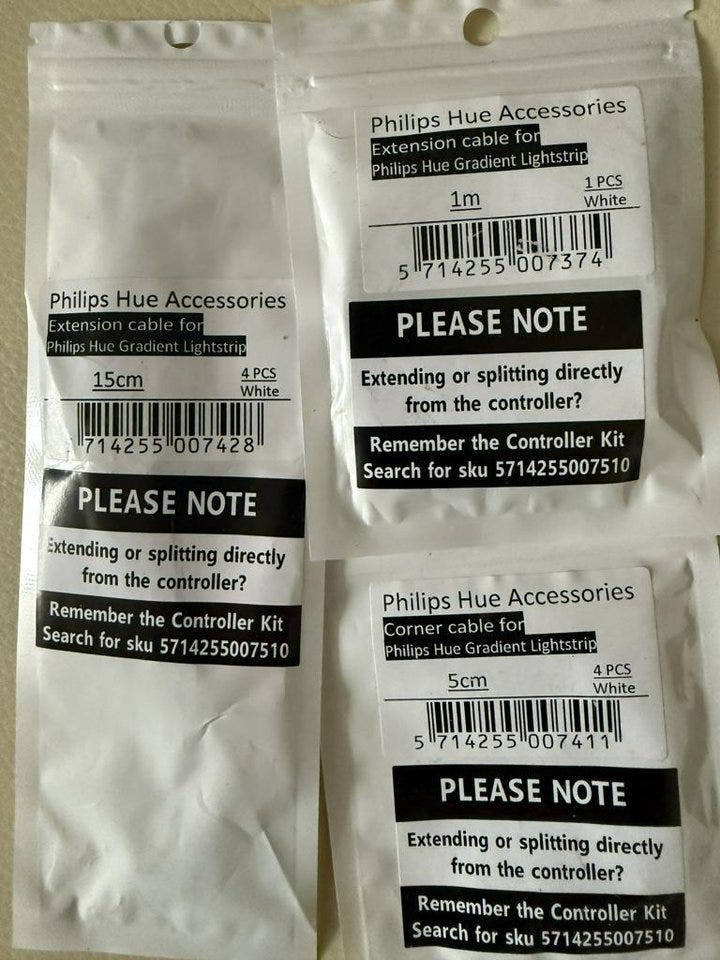 Philips Hue Accessories
Extension cable for
Philips Hue Gradient Lightstrip
15cm
4 PCS
White
714255 007428
PLEASE NOTE
Extending or splitting directly
from the controller?
Remember the Controller Kit
Search for sku 5714255007510
Philips Hue Accessories
Extension cable for
Philips Hue Gradient Lightstrip
1m
1 PCS
White
5 714255 007374
PLEASE NOTE
Extending or splitting directly
from the controller?
Remember the Controller Kit
Search for sku 5714255007510
Philips Hue Accessories
Corner cable for
Philips Hue Gradient Lightstrip
5cm
4 PCS
White
5 714255 007411
PLEASE NOTE
Extending or splitting directly
from the controller?
Remember the Controller Kit
Search for sku 5714255007510